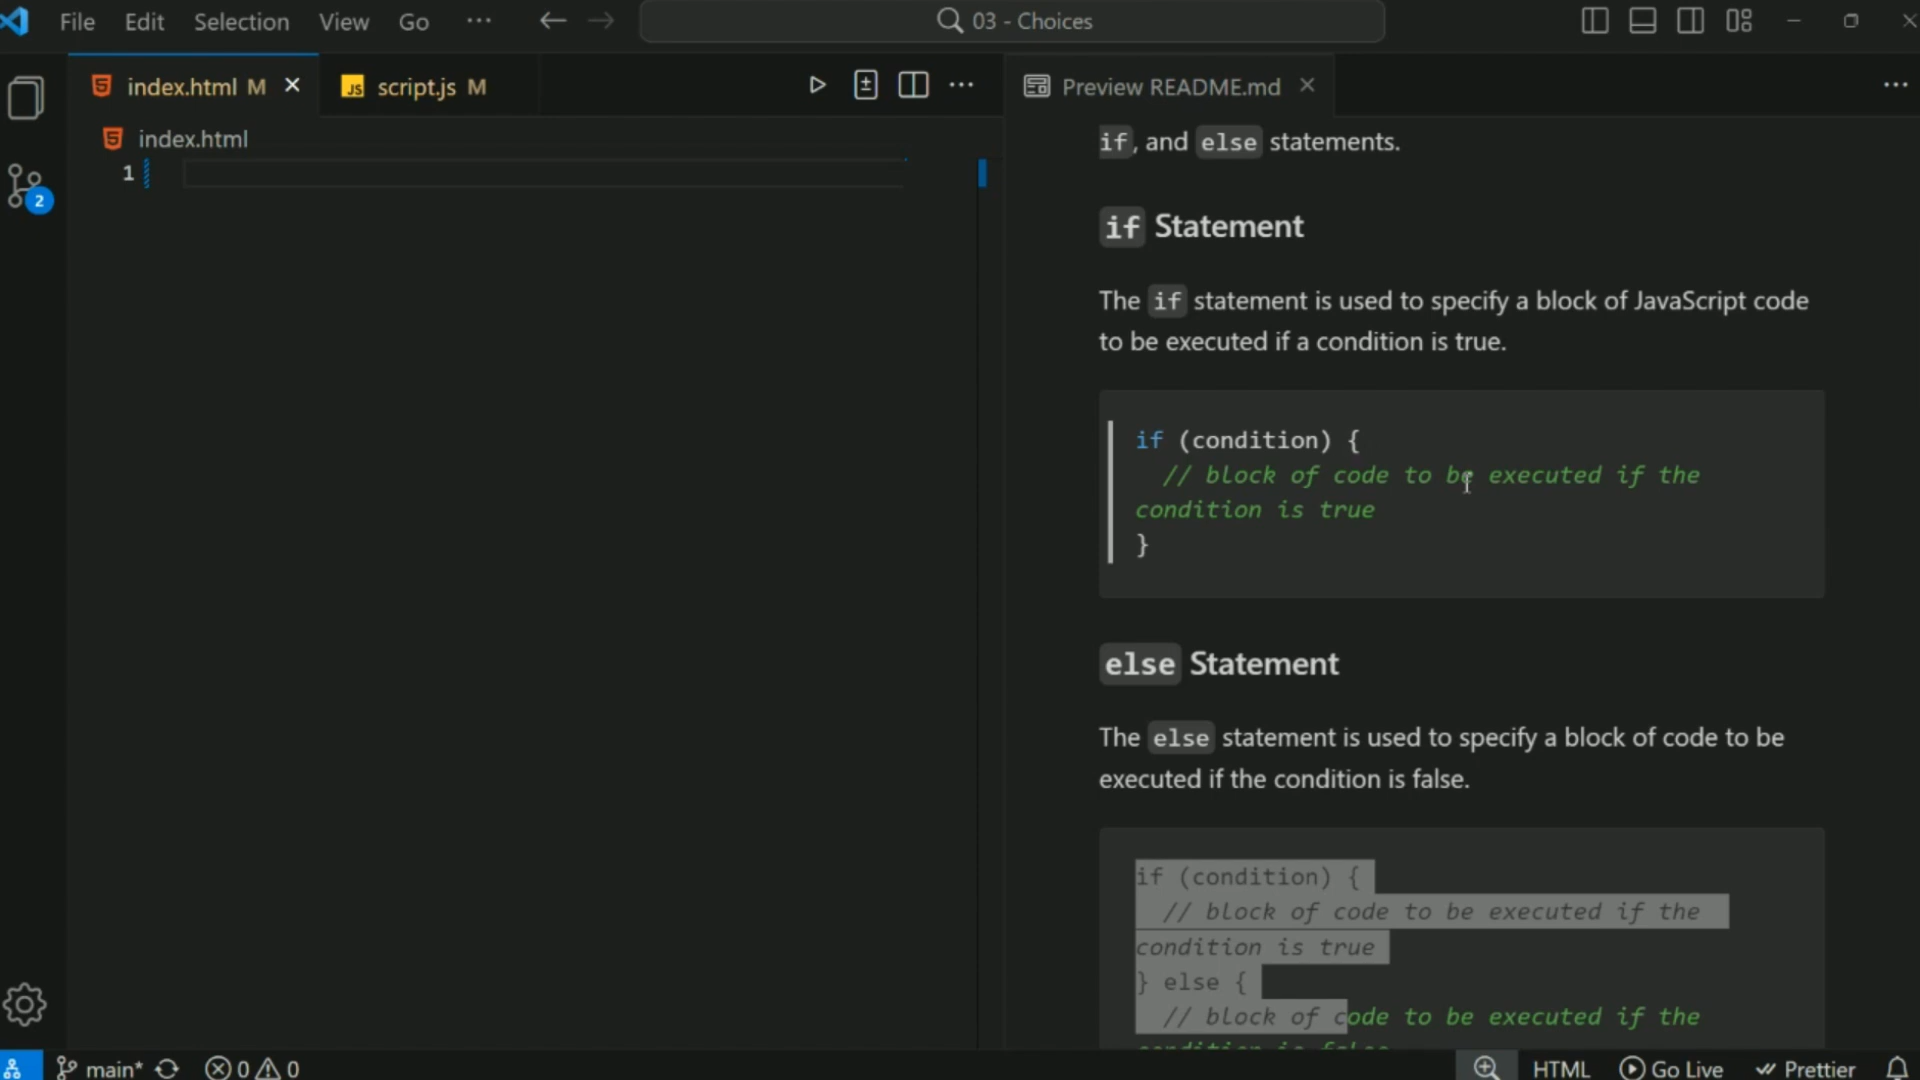 File Edit Selection View Go ··· 03 - Choices
index.html M script.js M
Preview README.md
index.html
2
1
if, and else statements.
if Statement
The if statement is used to specify a block of JavaScript code
to be executed if a condition is true.
if (condition) {
// block of code to be executed if the
condition is true
}
else Statement
The else statement is used to specify a block of code to be
executed if the condition is false.
if (condition) {
// block of code to be executed if the
condition is true
} else {
// block of code to be executed if the
condition is false
main* 0 0 HTML Go Live Prettier